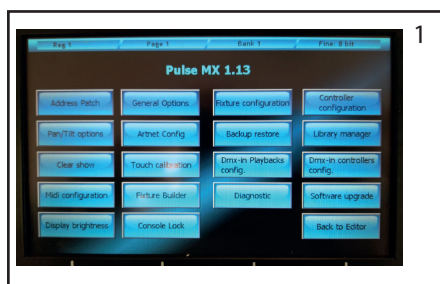 1
Reg 1 Page 1 Bank 1 Fine: 8 bit
Pulse MX 1.13
Address Patch General Options Fixture configuration Controller configuration
Pan/Tilt options Artnet Config Backup restore Library manager
Clear show Touch calibration Dmx-in Playbacks config. Dmx-in controllers config.
Midi configuration Fixture Builder Diagnostic Software upgrade
Display brightness Console Lock Back to Editor